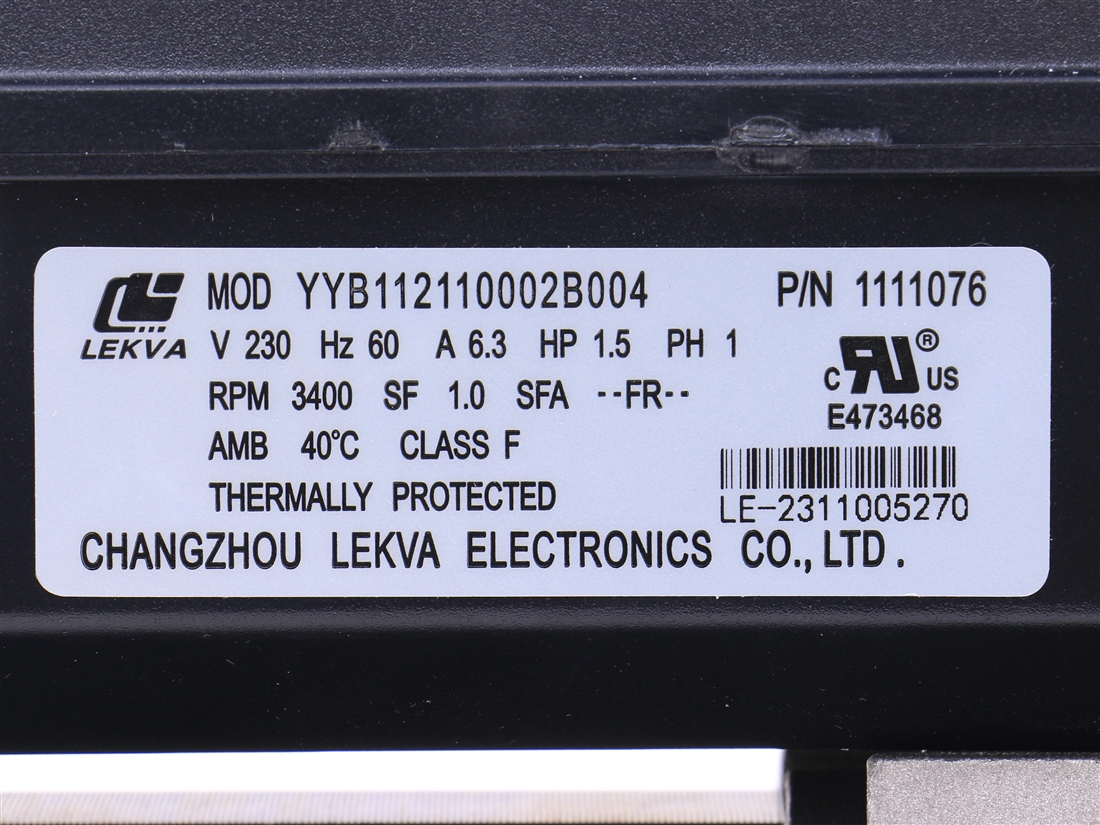 MOD YYB112110002B004 P/N 1111076
LEKVA V 230 Hz 60 A 6.3 HP 1.5 PH 1
RPM 3400 SF 1.0 SFA --FR--
C RU ® US
E473468
AMB 40°C CLASS F
THERMALLY PROTECTED
LE-2311005270
CHANGZHOU LEKVA ELECTRONICS CO., LTD.